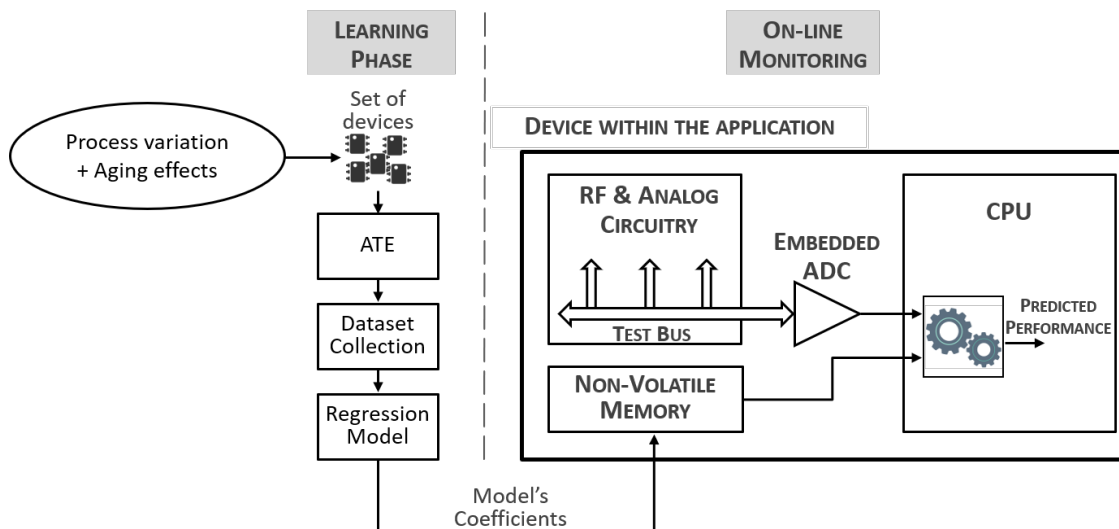 LEARNING
PHASE
ON-LINE
MONITORING
Set of
devices
Process variation
+ Aging effects
ATE
Dataset
Collection
Regression
Model
Model's
Coefficients
DEVICE WITHIN THE APPLICATION
RF & ANALOG
CIRCUITRY
TEST BUS
EMBEDDED
ADC
NON-VOLATILE
MEMORY
CPU
PREDICTED
PERFORMANCE